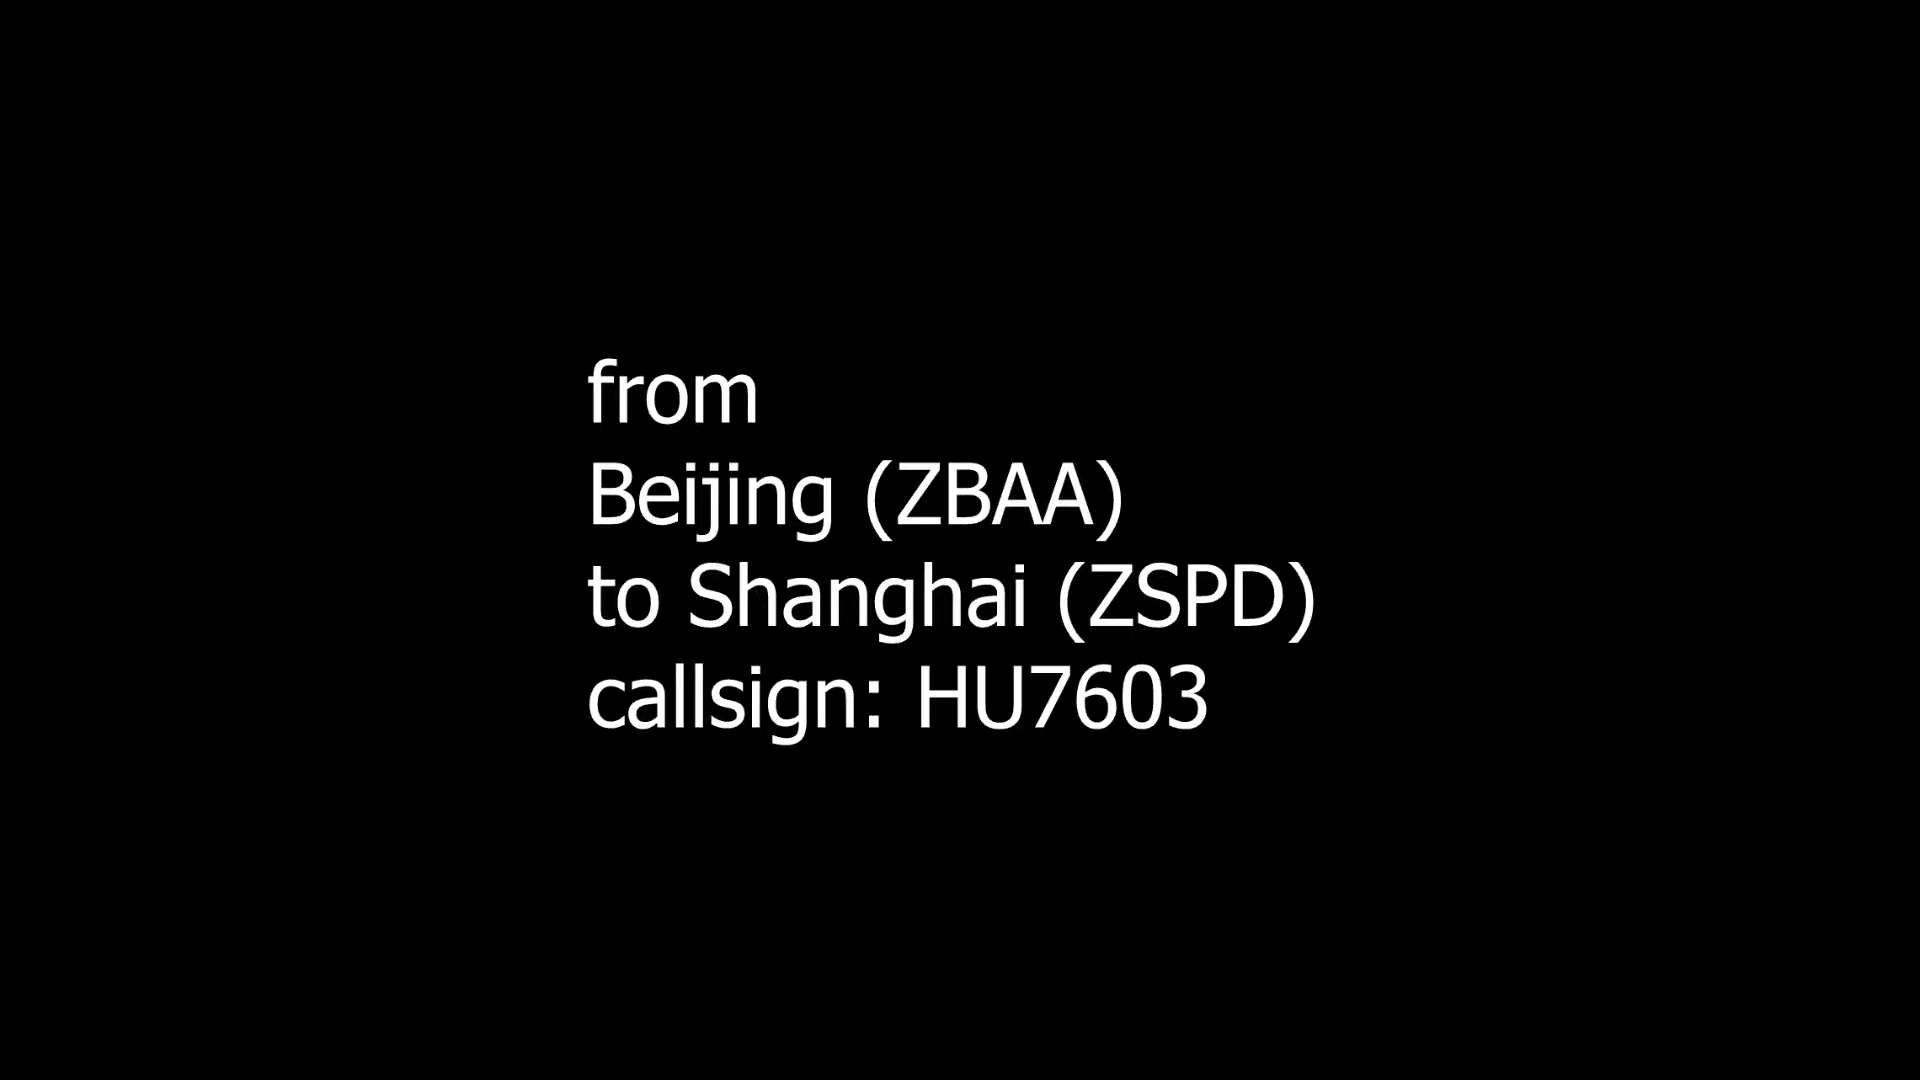 from
Beijing (ZBAA)
to Shanghai (ZSPD)
callsign: HU7603